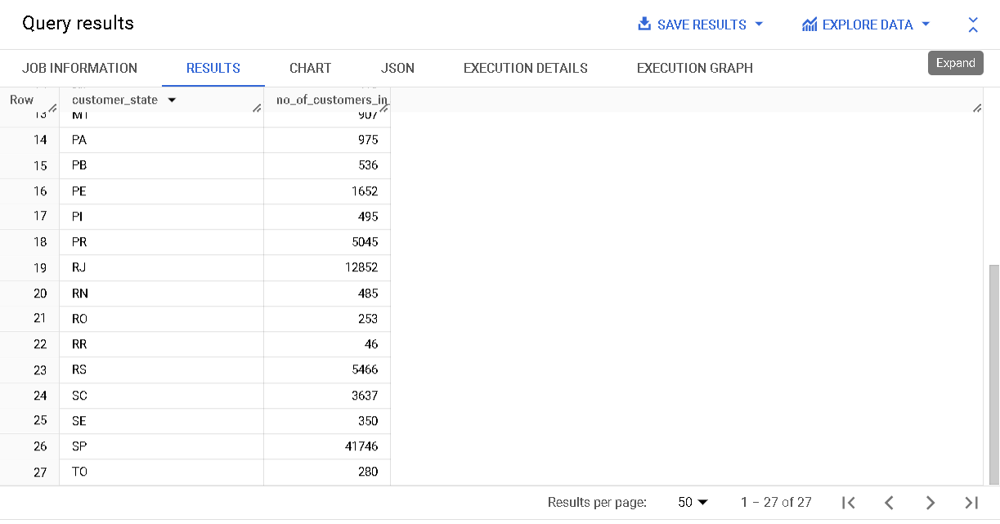 Query results
SAVE RESULTS
EXPLORE DATA
JOB INFORMATION RESULTS CHART JSON EXECUTION DETAILS EXECUTION GRAPH
Expand
Row customer_state no_of_customers_in_
13 MT 907
14 PA 975
15 PB 536
16 PE 1652
17 PI 495
18 PR 5045
19 RJ 12852
20 RN 485
21 RO 253
22 RR 46
23 RS 5466
24 SC 3637
25 SE 350
26 SP 41746
27 TO 280
Results per page: 50 1 – 27 of 27